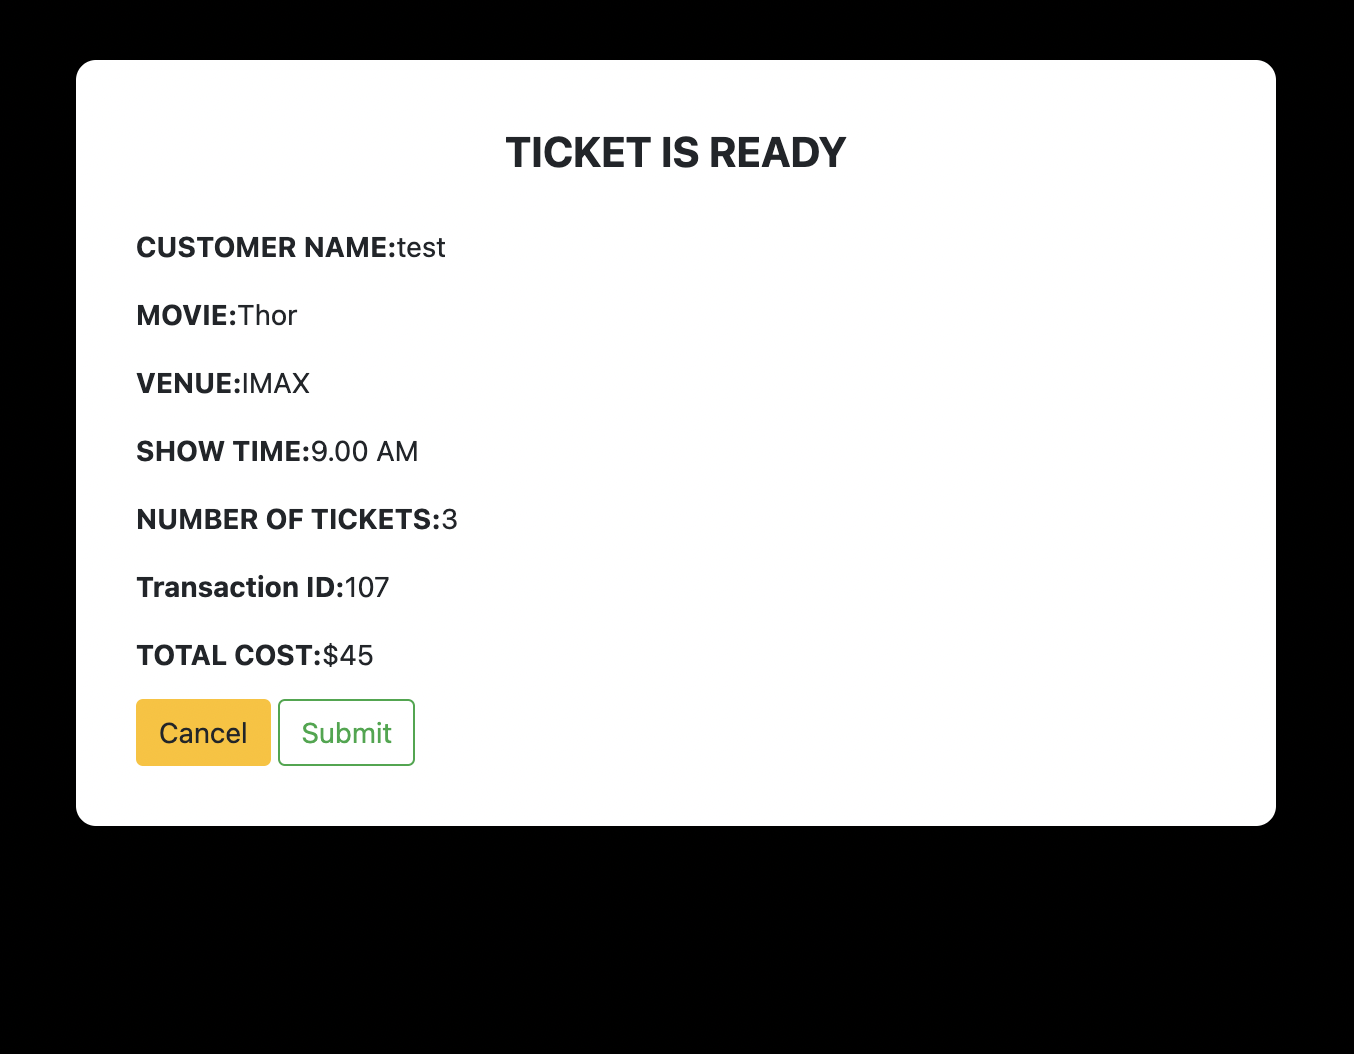 TICKET IS READY
CUSTOMER NAME:test
MOVIE:Thor
VENUE:IMAX
SHOW TIME:9.00 AM
NUMBER OF TICKETS:3
Transaction ID:107
TOTAL COST:$45
Cancel Submit